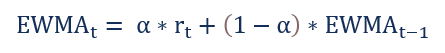 EWMAₜ = α * rₜ + (1 − α) * EWMAₜ₋₁